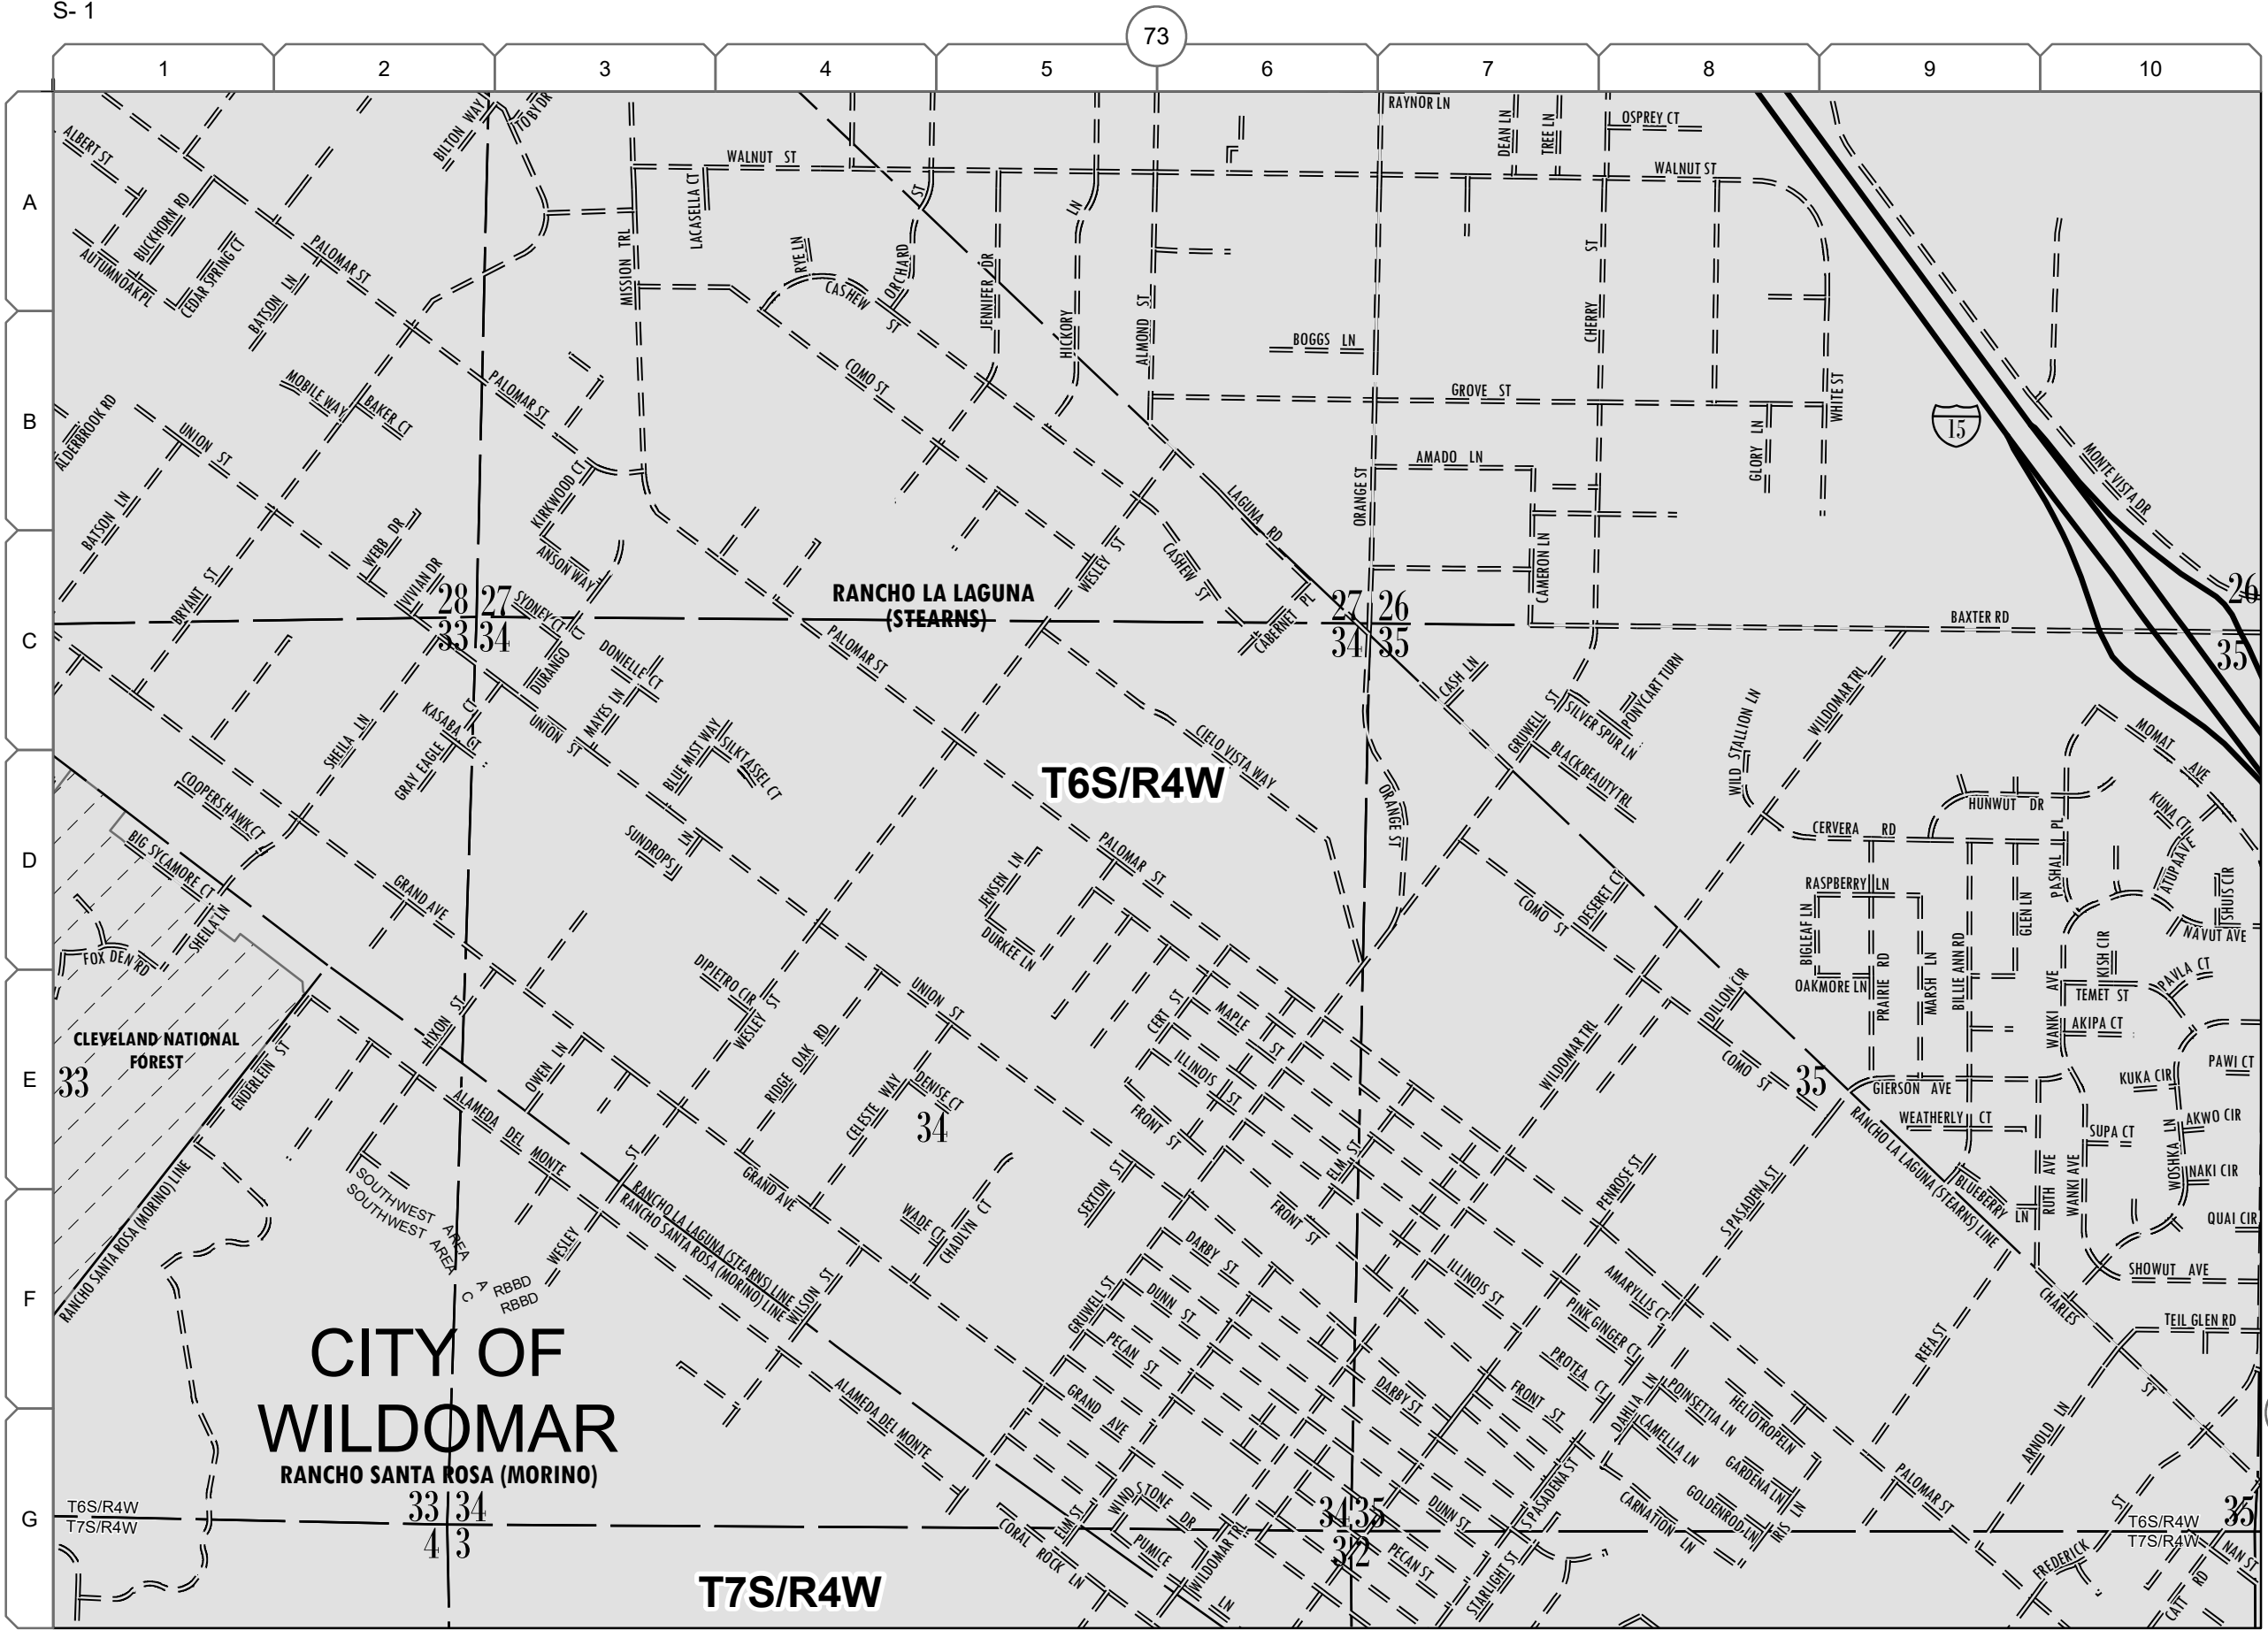 S- 1
73
1 2 3 4 5 6 7 8 9 10
A
B
C
D
E
F
G
RAYNOR LN
DEAN LN
TREE LN
OSPREY CT
ALBERT ST
BILTON WAY
TOBY DR
WALNUT ST
WALNUT ST
LACASELLA CT
BUCKHORN RD
AUTUMNOAK PL
CEDAR SPRING CT
PALOMAR ST
BATSON LN
MISSION TRL
RYE LN
CASHEW ST
ORCHARD ST
JENNIFER DR
HICKORY LN
ALMOND ST
CHERRY ST
BOGGS LN
GROVE ST
WHITE ST
15
MOBILE WAY
BAKER CT
PALOMAR ST
COMO ST
ALDERBROOK RD
UNION ST
KIRKWOOD CT
AMADO LN
GLORY LN
MONTE VISTA DR
BATSON LN
WEBB DR
ANSON WAY
LAGUNA RD
ORANGE ST
CASHEW ST
WESLEY ST
CAMERON LN
BRYANT ST
VIVIAN DR
SYDNEY CT
28 27
33 34
RANCHO LA LAGUNA
(STEARNS)
CABERNET PL
27 26
34 35
26
BAXTER RD
35
DURANGO CT
DONIELLE CT
MAYES LN
PALOMAR ST
CASH LN
GRUWELL ST
SILVER SPUR LN
PONYCART TURN
WILD STALLION LN
WILDOMAR TRL
SHEILA LN
KASABA CT
GRAY EAGLE CT
UNION ST
BLUE MIST WAY
SILKTASSEL CT
CIELO VISTA WAY
BLACKBEAUTY TRL
MOMAT AVE
T6S/R4W
COOPERSHAWK CT
BIG SYCAMORE CT
SUNDROPS LN
ORANGE ST
HUNWUT DR
KUNA CT
CERVERA RD
PASHAL PL
ATUPA AVE
GRAND AVE
SHEILA LN
FOX DEN RD
JENSEN LN
DURKEE LN
PALOMAR ST
COMO ST
DESERET CT
RASPBERRY LN
BIGLEAF LN
GLEN LN
SHUIS CIR
NAVUT AVE
DIPIETRO CIR
OAKMORE LN
PRAIRIE RD
MARSH LN
BILLIE ANN RD
WANKI AVE
KISH CIR
PAVLA CT
TEMET ST
AKIPA CT
CLEVELAND NATIONAL
FOREST
33
ENDERLEIN ST
HIXON ST
OWEN LN
WESLEY ST
RIDGE OAK RD
UNION ST
CERT ST
MAPLE ST
ILLINOIS ST
FRONT ST
WILDOMAR TRL
DILLON CIR
COMO ST
35
GIERSON AVE
KUKA CIR
PAWI CT
ALAMEDA DEL MONTE
CELESTE WAY
DENISE CT
34
WEATHERLY CT
SUPA CT
AKWO CIR
WOSHKA LN
NAKI CIR
QUAI CIR
RANCHO SANTA ROSA (MORINO) LINE
SOUTHWEST AREA A RBBD
SOUTHWEST AREA C RBBD
RANCHO LA LAGUNA (STEARNS) LINE
RANCHO SANTA ROSA (MORINO) LINE
GRAND AVE
WADE CT
CHADLYN CT
SEXTON ST
ELM ST
FRONT ST
PENROSE ST
S.PASADENA ST
RANCHO LA LAGUNA (STEARNS) LINE
BLUEBERRY LN
RUTH AVE
WANKI AVE
WESLEY ST
WILSON ST
GRUWELL ST
DARBY ST
DUNN ST
PECAN ST
ILLINOIS ST
AMARYLLIS CT
PINK GINGER CT
PROTEA CT
SHOWUT AVE
CHARLES ST
TEIL GLEN RD
REFA ST
CITY OF
WILDOMAR
RANCHO SANTA ROSA (MORINO)
ALAMEDA DEL MONTE
GRAND AVE
DARBY ST
FRONT ST
DAHLIA LN
POINSETTIA LN
HELIOTROPE LN
CAMELLIA LN
GARDENA LN
GOLDENROD LN
IRIS LN
CARNATION LN
PALOMAR ST
ARNOLD LN
T6S/R4W
T7S/R4W
33 34
4 3
CORAL ROCK LN
ELM ST
WINDSTONE DR
PUMICE LN
WILDOMAR TRL
34 35
3 2
DUNN ST
PECAN ST
S.PASADENA ST
STARLIGHT ST
T6S/R4W
T7S/R4W
35
FREDERICK ST
NAN ST
CATT RD
T7S/R4W